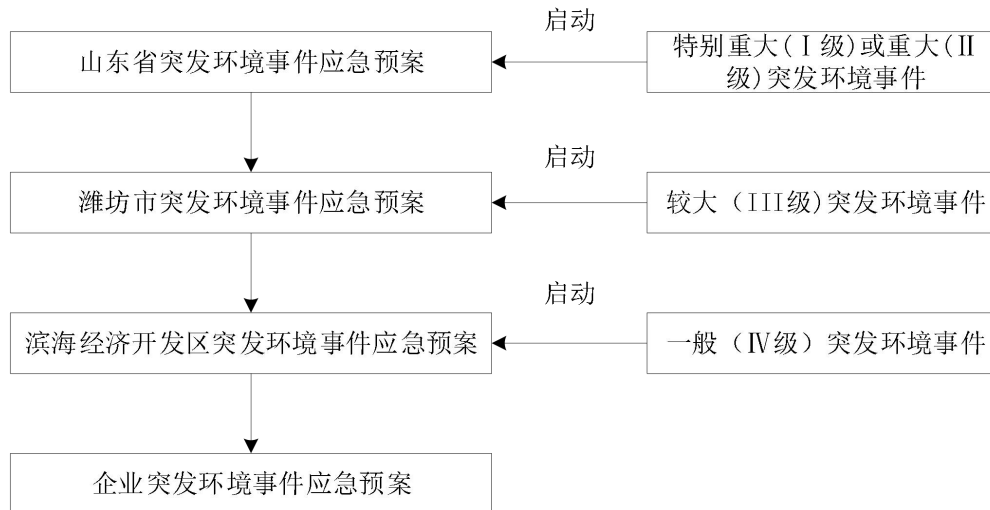 启动
山东省突发环境事件应急预案
特别重大(Ⅰ级)或重大(Ⅱ
级)突发环境事件
启动
潍坊市突发环境事件应急预案
较大（III级)突发环境事件
启动
滨海经济开发区突发环境事件应急预案
一般（Ⅳ级）突发环境事件
企业突发环境事件应急预案